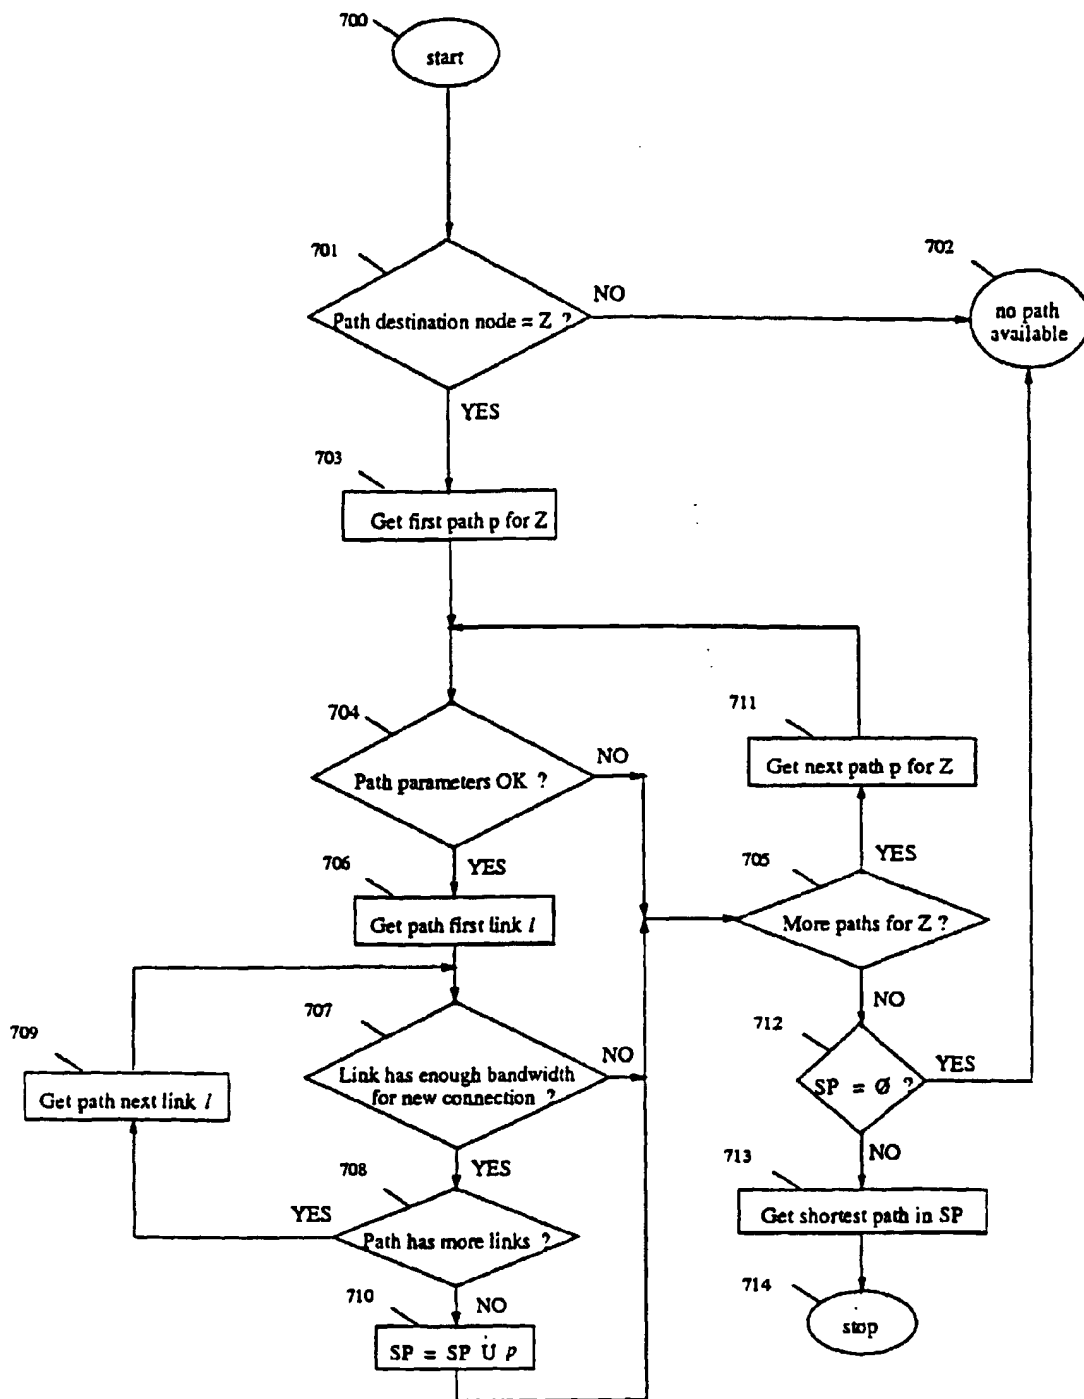 700
start
701
Path destination node = Z ?
NO
702
no path
available
YES
703
Get first path p for Z
704
Path parameters OK ?
NO
711
Get next path p for Z
YES
705
More paths for Z ?
YES
706
Get path first link l
NO
707
Link has enough bandwidth
for new connection ?
NO
709
Get path next link l
712
SP = Ø ?
YES
YES
708
Path has more links ?
YES
NO
713
Get shortest path in SP
NO
710
SP = SP U p
714
stop